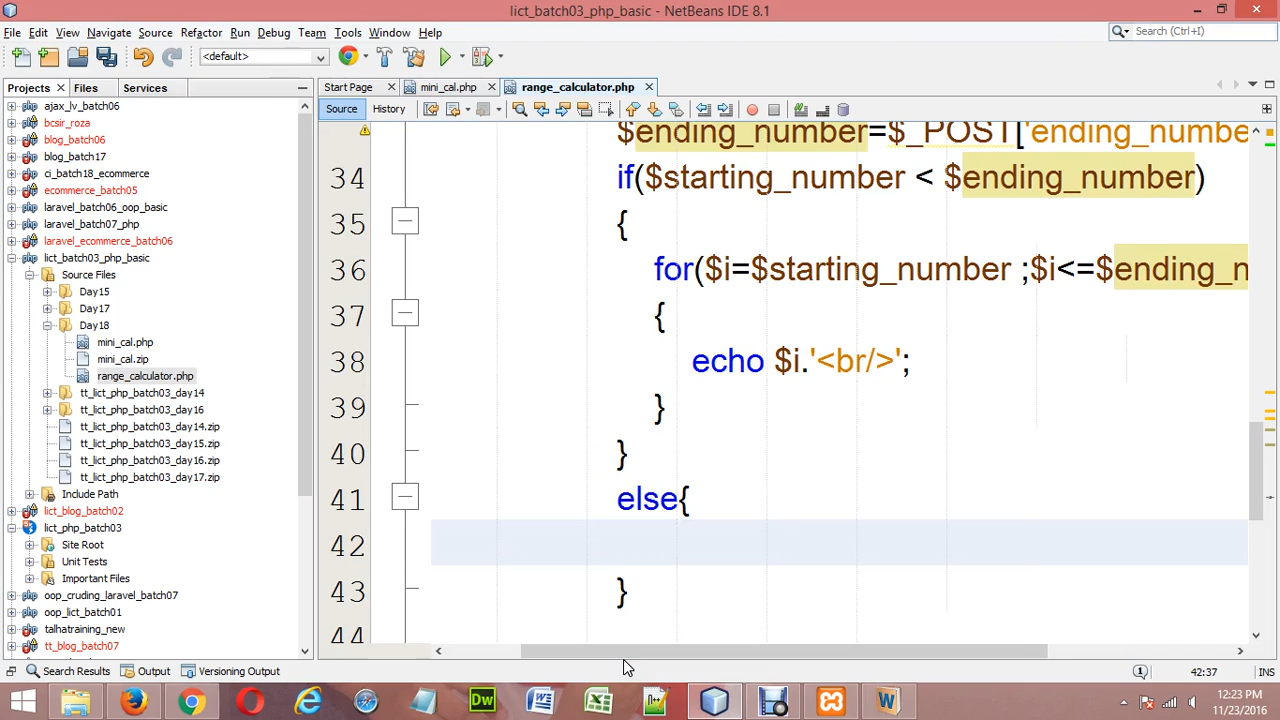 lict_batch03_php_basic - NetBeans IDE 8.1
File Edit View Navigate Source Refactor Run Debug Team Tools Window Help
Search (Ctrl+I)
<default>
Projects Files Services
Start Page mini_cal.php range_calculator.php
Source History
ajax_lv_batch06
bcsir_roza
blog_batch06
blog_batch17
ci_batch18_ecommerce
ecommerce_batch05
laravel_batch06_oop_basic
laravel_batch07_php
laravel_ecommerce_batch06
lict_batch03_php_basic
Source Files
Day15
Day17
Day18
mini_cal.php
mini_cal.zip
range_calculator.php
tt_lict_php_batch03_day14
tt_lict_php_batch03_day16
tt_lict_php_batch03_day14.zip
tt_lict_php_batch03_day15.zip
tt_lict_php_batch03_day16.zip
tt_lict_php_batch03_day17.zip
Include Path
lict_blog_batch02
lict_php_batch03
Site Root
Unit Tests
Important Files
oop_cruding_laravel_batch07
oop_lict_batch01
talhatraining_new
tt_blog_batch07
$ending_number=$_POST['ending_numbe
34 if($starting_number < $ending_number)
35 {
36 for($i=$starting_number ;$i<=$ending_n
37 {
38 echo $i.'<br/>';
39 }
40 }
41 else{
42
43 }
44
Search Results Output Versioning Output
42:37 INS
12:23 PM
11/23/2016